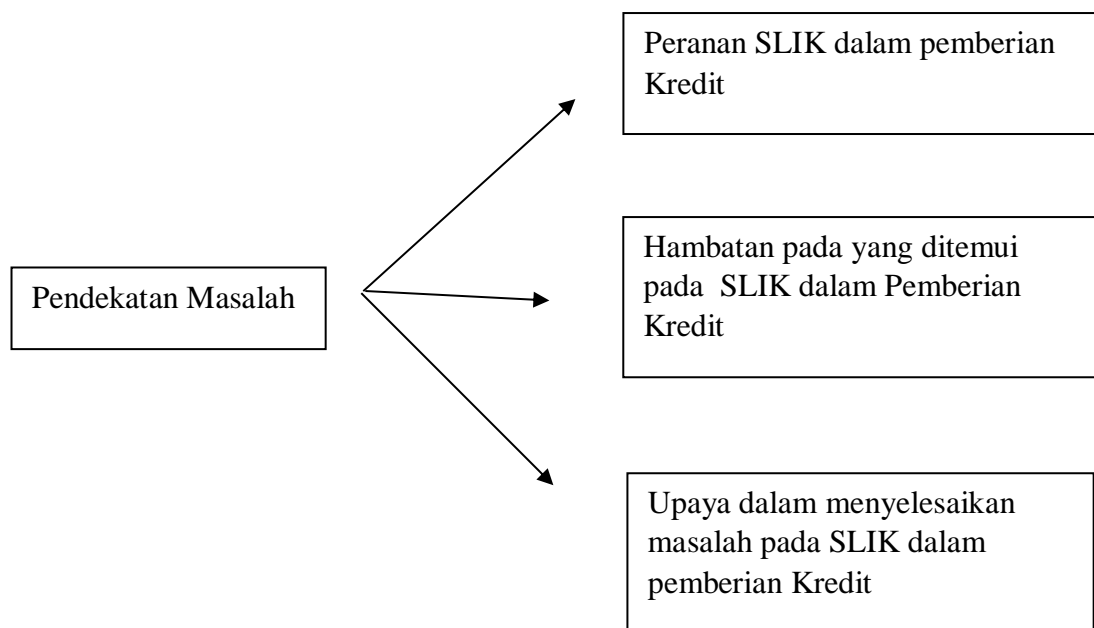 Peranan SLIK dalam pemberian
Kredit
Pendekatan Masalah
Hambatan pada yang ditemui
pada SLIK dalam Pemberian
Kredit
Upaya dalam menyelesaikan
masalah pada SLIK dalam
pemberian Kredit